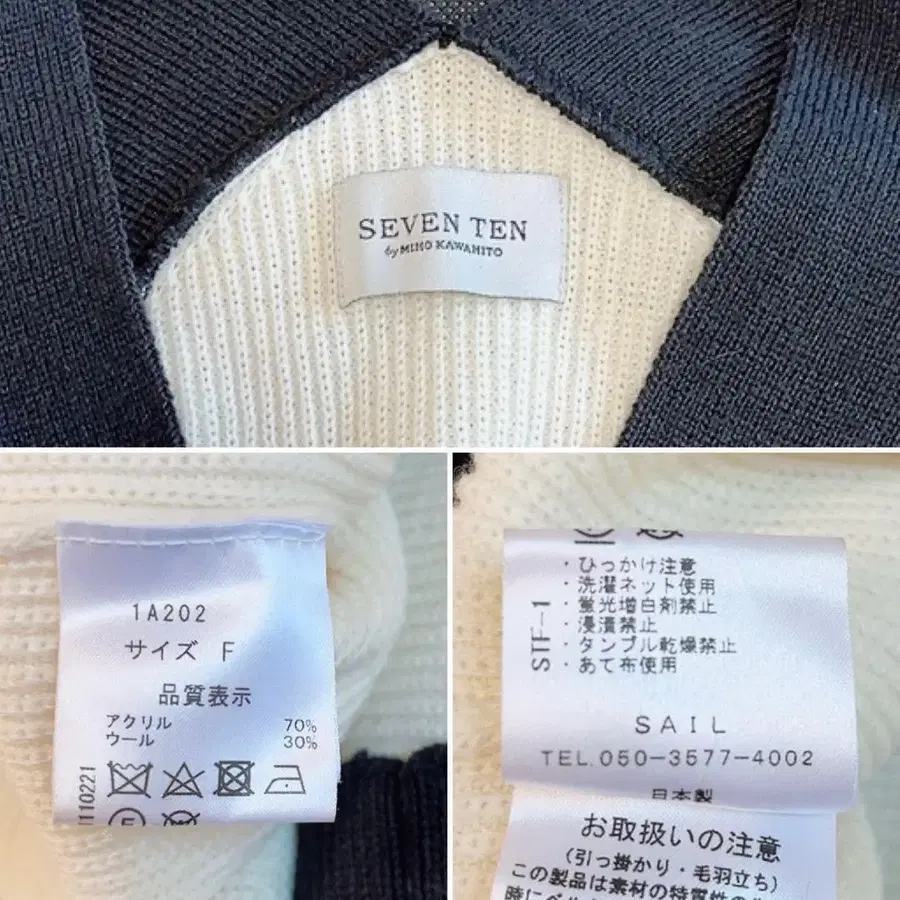 SEVEN TEN
by MIHO KAWAHITO
1A202
サイズ F
品質表示
アクリル 70%
ウール 30%
110221
・ひっかけ注意
・洗濯ネット使用
・蛍光増白剤禁止
・浸漬禁止
・タンブル乾燥禁止
・あて布使用
STF-1
SAIL
TEL.050-3577-4002
日本製
お取扱いの注意
(引っ掛かり・毛羽立ち)
この製品は素材の特質性の